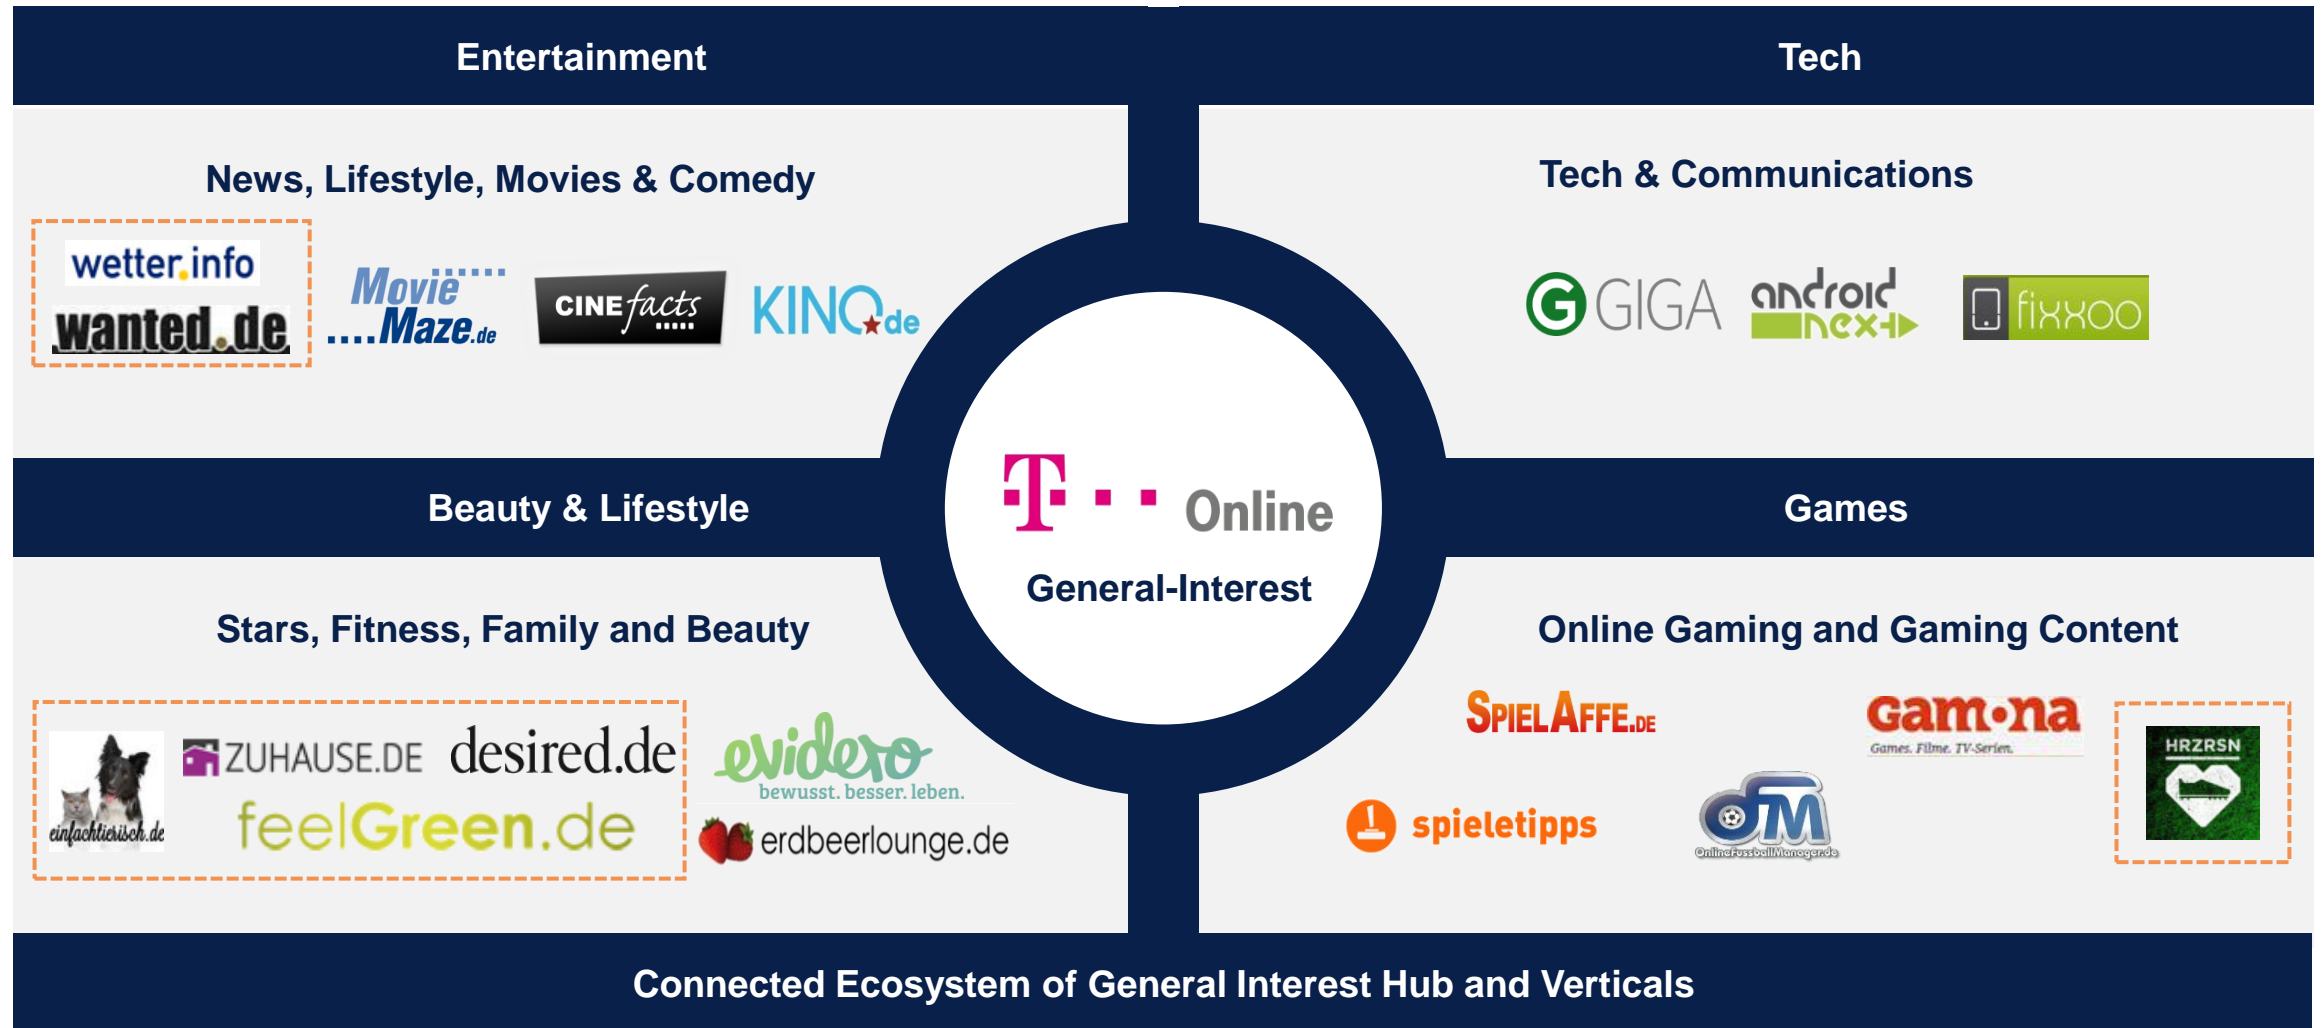 Entertainment
Tech
News, Lifestyle, Movies & Comedy
wetter.info
wanted.de
Movie
Maze.de
CINEfacts
KINO.de
Tech & Communications
G GIGA
android
next
fixxoo
Beauty & Lifestyle
Games
T Online
General-Interest
Stars, Fitness, Family and Beauty
einfachtierisch.de
ZUHAUSE.DE
desired.de
feelGreen.de
evidero
bewusst. besser. leben.
erdbeerlounge.de
Online Gaming and Gaming Content
SPIELAFFE.DE
Gamona
Games. Filme. TV-Serien.
HRZRSN
spieletipps
OFM
OnlineFussballManager.de
Connected Ecosystem of General Interest Hub and Verticals